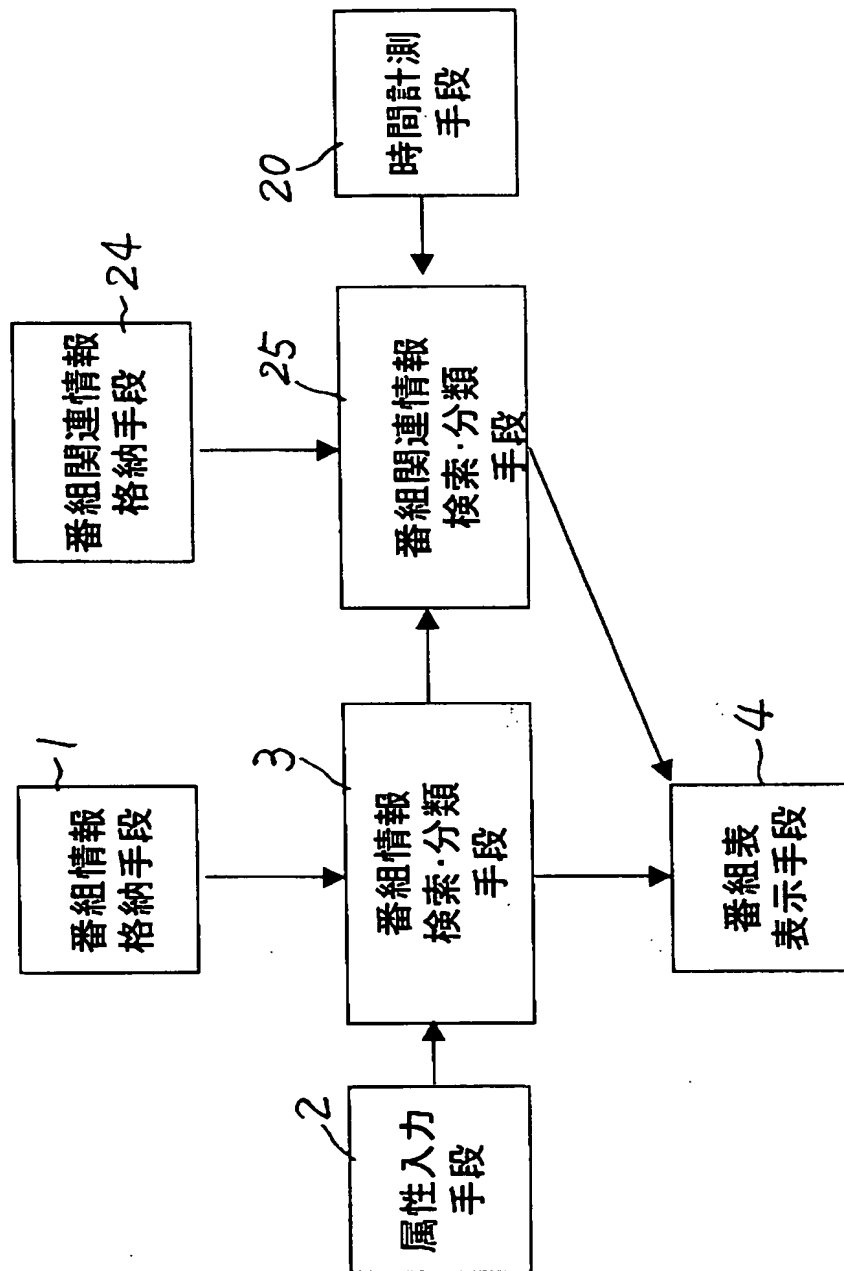 番組情報
格納手段
1
番組関連情報
格納手段
24
属性入力
手段
2
番組情報
検索・分類
手段
3
番組関連情報
検索・分類
手段
25
時間計測
手段
20
番組表
表示手段
4